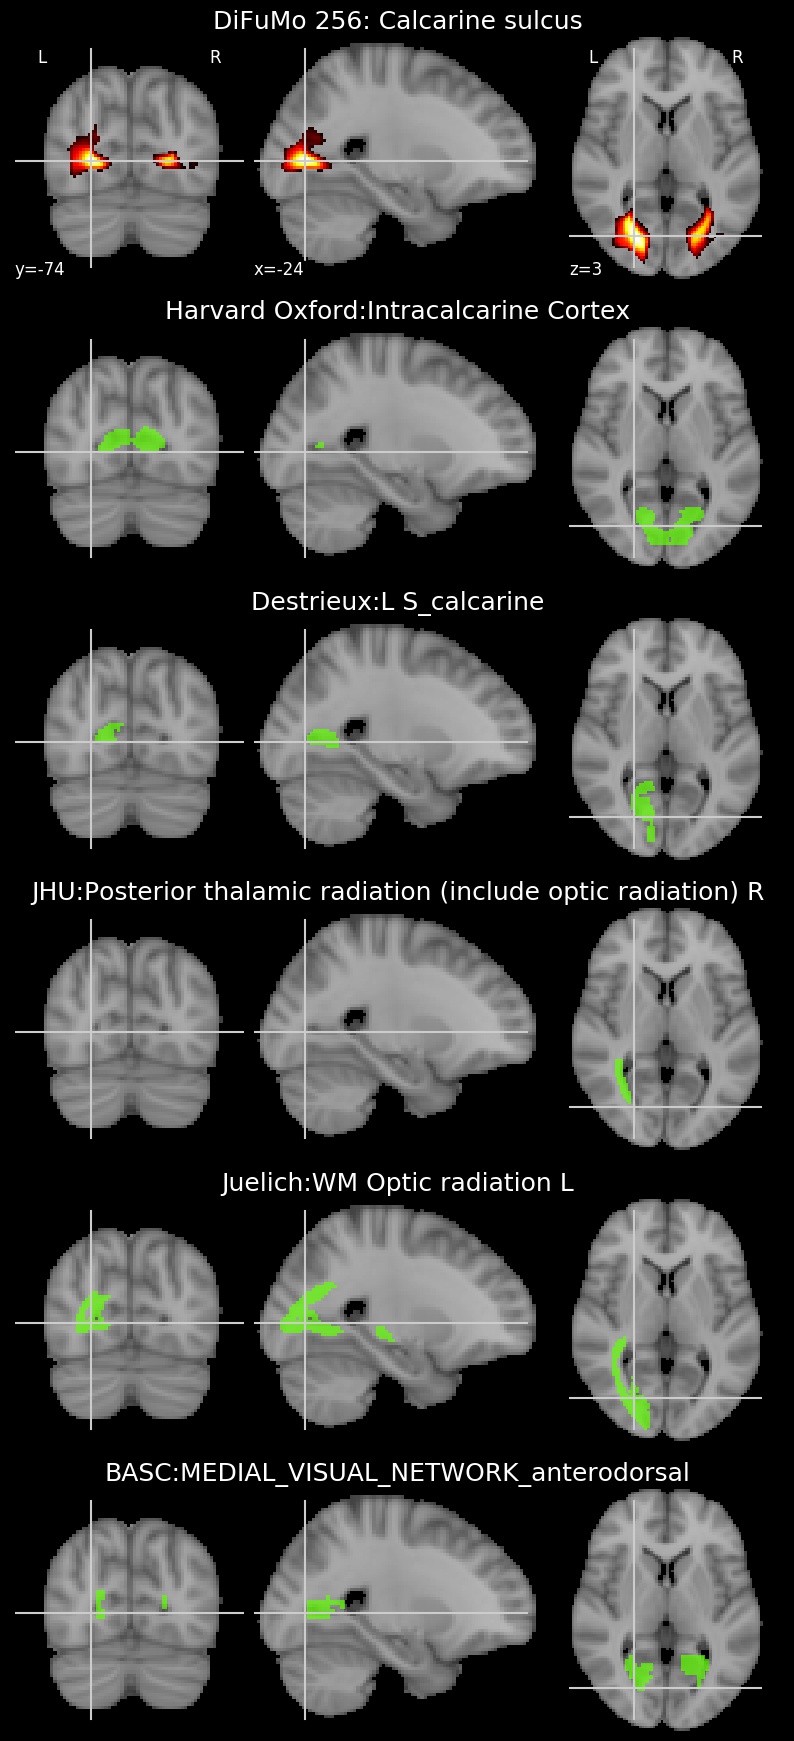 DiFuMo 256: Calcarine sulcus
L R L R
y=-74 x=-24 z=3
Harvard Oxford:Intracalcarine Cortex
Destrieux:L S_calcarine
JHU:Posterior thalamic radiation (include optic radiation) R
Juelich:WM Optic radiation L
BASC:MEDIAL_VISUAL_NETWORK_anterodorsal